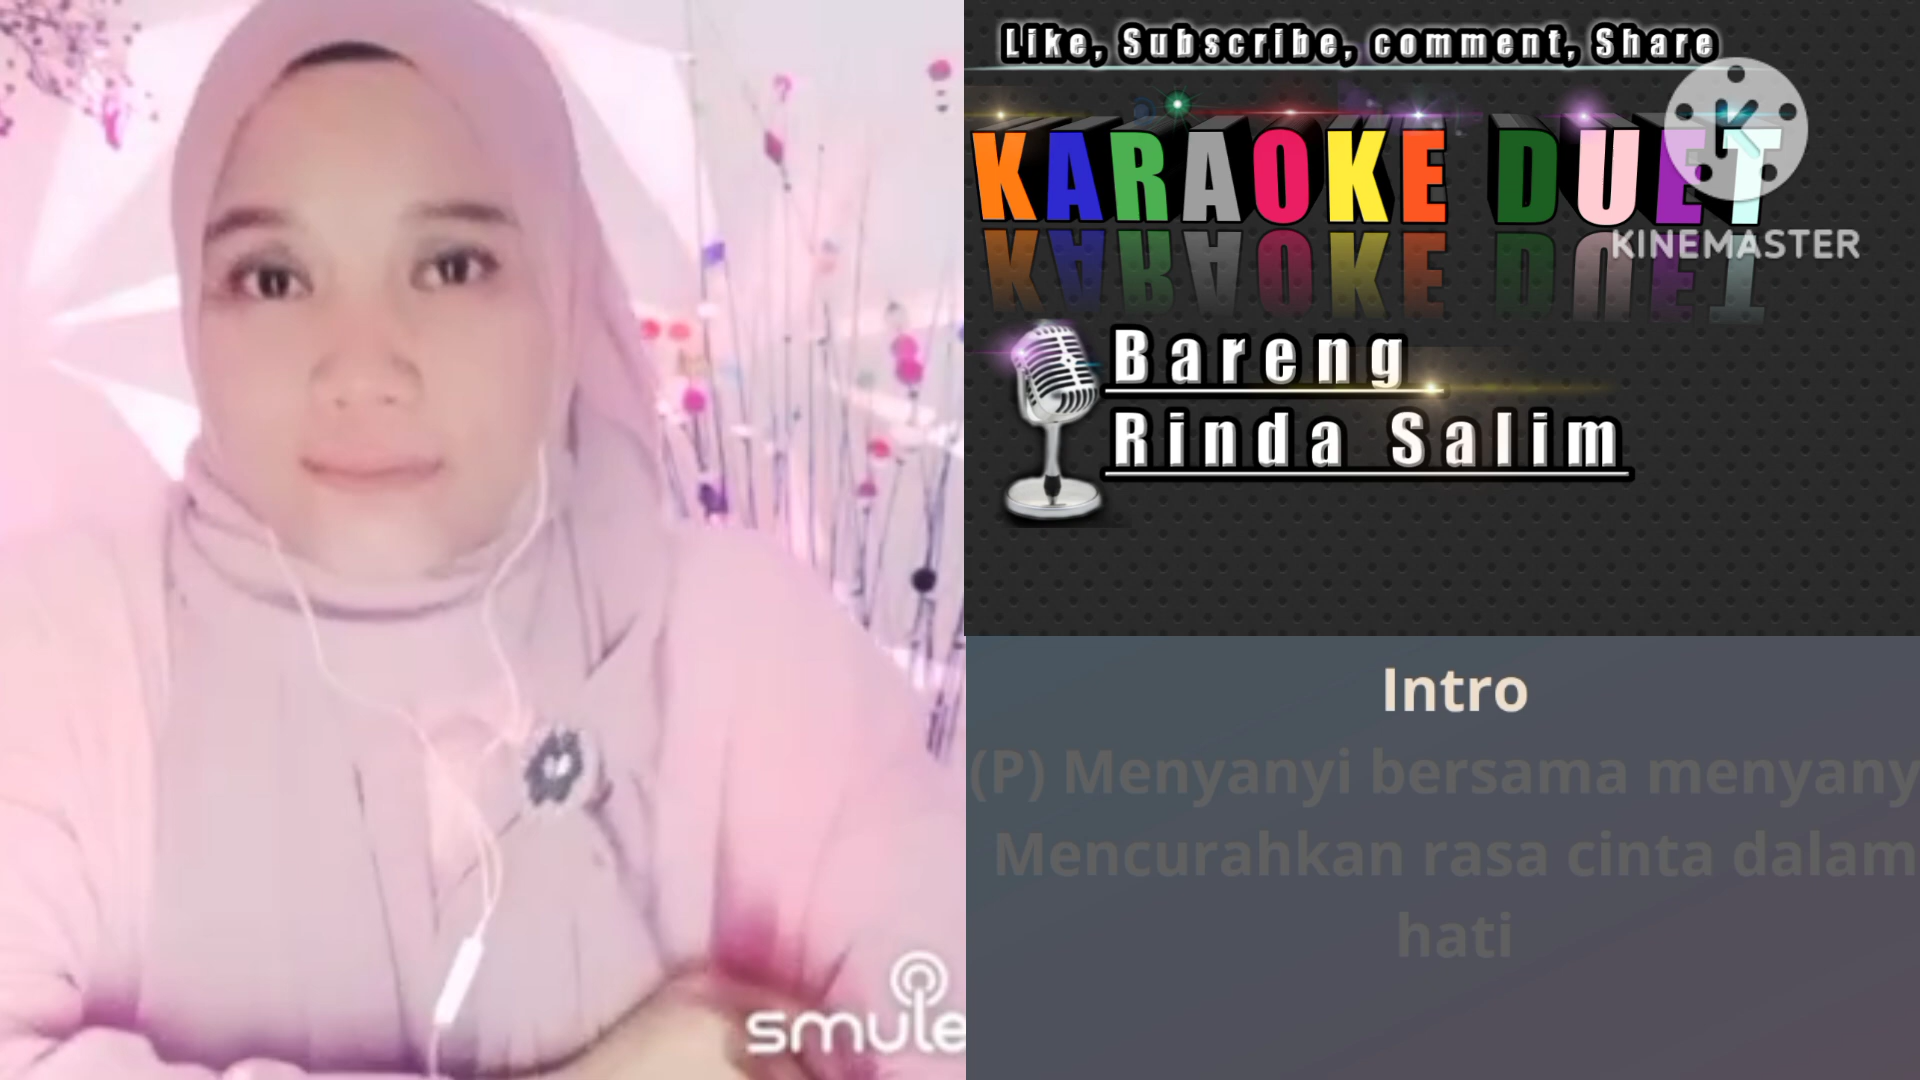 Like, Subscribe, comment, Share
KARAOKE DUET
KINEMASTER
Bareng
Rinda Salim
Intro
(P) Menyanyi bersama menyany
Mencurahkan rasa cinta dalam
hati
smule